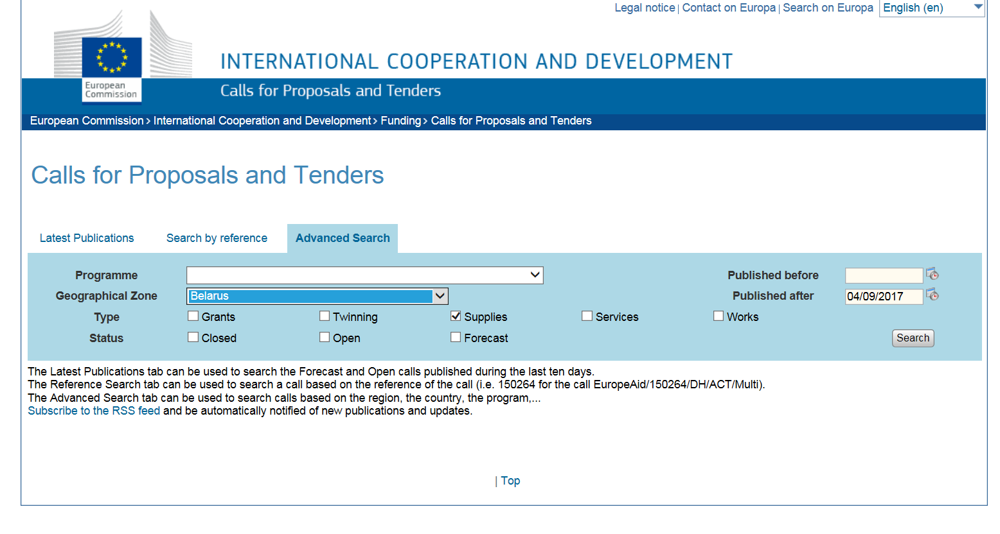 Legal notice | Contact on Europa | Search on Europa English (en)
INTERNATIONAL COOPERATION AND DEVELOPMENT
European
Commission
Calls for Proposals and Tenders
European Commission > International Cooperation and Development > Funding > Calls for Proposals and Tenders
Calls for Proposals and Tenders
Latest Publications Search by reference Advanced Search
Programme Published before
Geographical Zone Belarus Published after 04/09/2017
Type Grants Twinning Supplies Services Works
Status Closed Open Forecast Search
The Latest Publications tab can be used to search the Forecast and Open calls published during the last ten days.
The Reference Search tab can be used to search a call based on the reference of the call (i.e. 150264 for the call EuropeAid/150264/DH/ACT/Multi).
The Advanced Search tab can be used to search calls based on the region, the country, the program,...
Subscribe to the RSS feed and be automatically notified of new publications and updates.
| Top